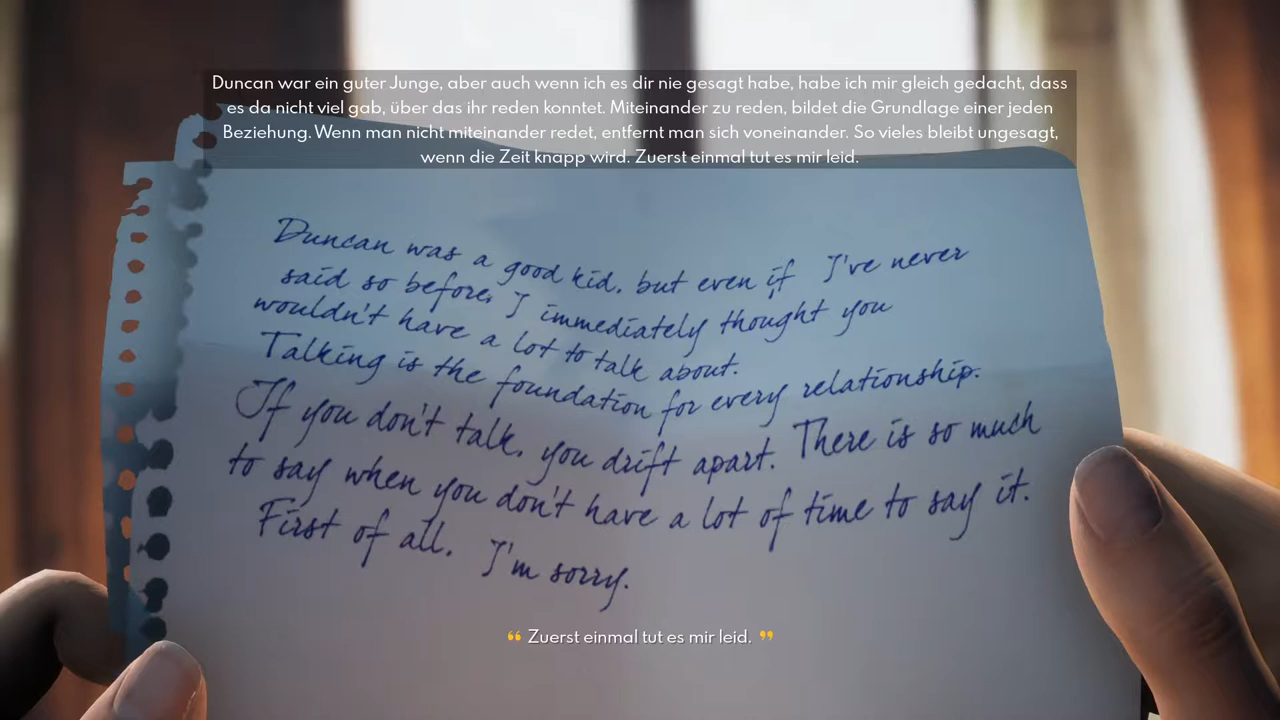 Duncan war ein guter Junge, aber auch wenn ich es dir nie gesagt habe, habe ich mir gleich gedacht, dass
es da nicht viel gab, über das ihr reden konntet. Miteinander zu reden, bildet die Grundlage einer jeden
Beziehung. Wenn man nicht miteinander redet, entfernt man sich voneinander. So vieles bleibt ungesagt,
wenn die Zeit knapp wird. Zuerst einmal tut es mir leid.
Duncan was a good kid, but even if I've never
said so before, I immediately thought you
wouldn't have a lot to talk about.
Talking is the foundation for every relationship.
If you don't talk, you drift apart. There is so much
to say when you don't have a lot of time to say it.
First of all, I'm sorry.
“ Zuerst einmal tut es mir leid. ”